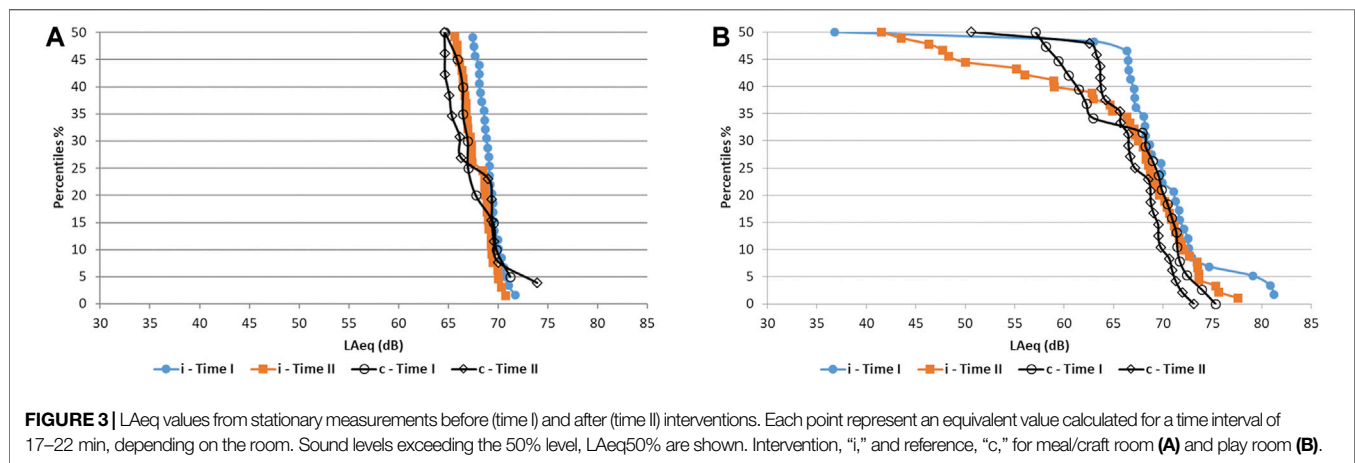 A
B
50
45
40
35
30
25
20
15
10
5
0
Percentiles %
30 35 40 45 50 55 60 65 70 75 80 85
LAeq (dB)
i - Time I i - Time II c - Time I c - Time II
50
45
40
35
30
25
20
15
10
5
0
Percentiles %
30 35 40 45 50 55 60 65 70 75 80 85
LAeq (dB)
i - Time I i - Time II c - Time I c - Time II
FIGURE 3 | LAeq values from stationary measurements before (time I) and after (time II) interventions. Each point represent an equivalent value calculated for a time interval of
17–22 min, depending on the room. Sound levels exceeding the 50% level, LAeq50% are shown. Intervention, “i,” and reference, “c,” for meal/craft room (A) and play room (B).